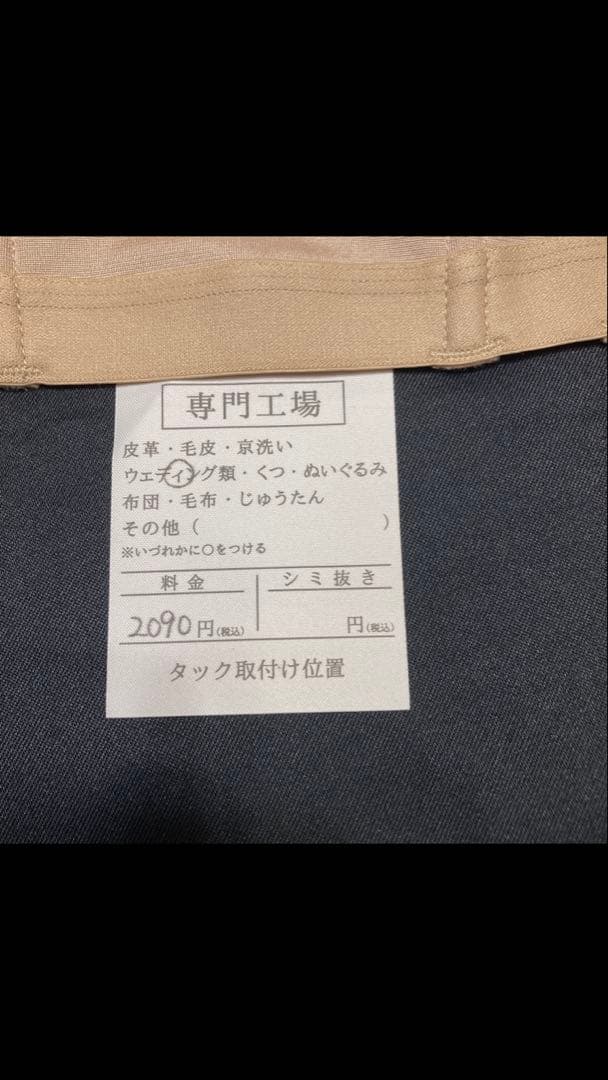 専門工場
皮革・毛皮・京洗い
ウエディング類・くつ・ぬいぐるみ
布団・毛布・じゅうたん
その他（　　　　　　　　）
※いづれかに〇をつける
料金 シミ抜き
2090円(税込) 円(税込)
タック取付け位置